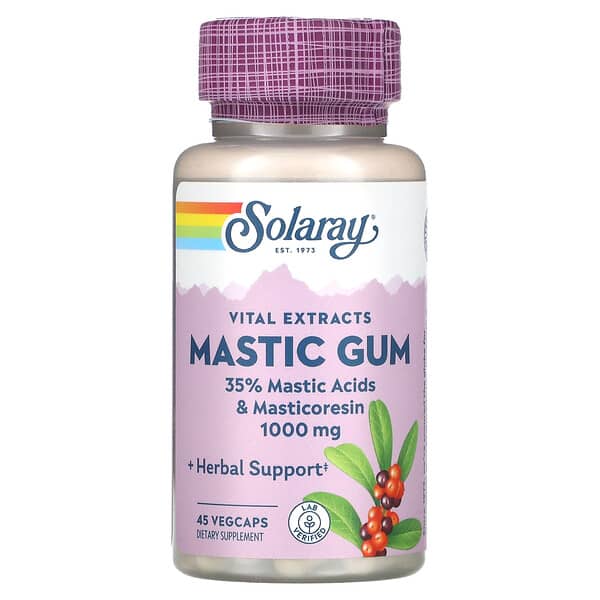 Solaray®
EST. 1973
VITAL EXTRACTS
MASTIC GUM
35% Mastic Acids
& Masticoresin
1000 mg
+ Herbal Support‡
45 VEGCAPS
DIETARY SUPPLEMENT
LAB
VERIFIED